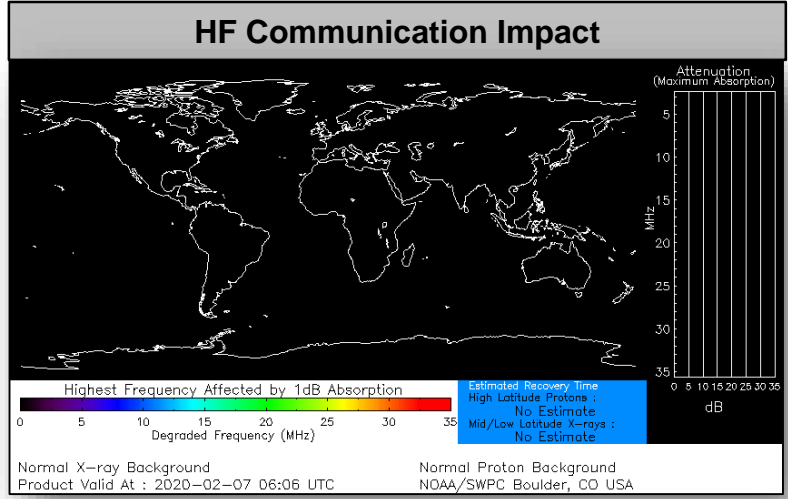 HF Communication Impact
Attenuation
(Maximum Absorption)
5
10
15
20
25
30
35
MHz
0 5 10 15 20 25 30 35
dB
Highest Frequency Affected by 1dB Absorption
0 5 10 15 20 25 30 35
Degraded Frequency (MHz)
Estimated Recovery Time
High Latitude Protons :
No Estimate
Mid/Low Latitude X-rays :
No Estimate
Normal X-ray Background
Normal Proton Background
Product Valid At : 2020-02-07 06:06 UTC
NOAA/SWPC Boulder, CO USA